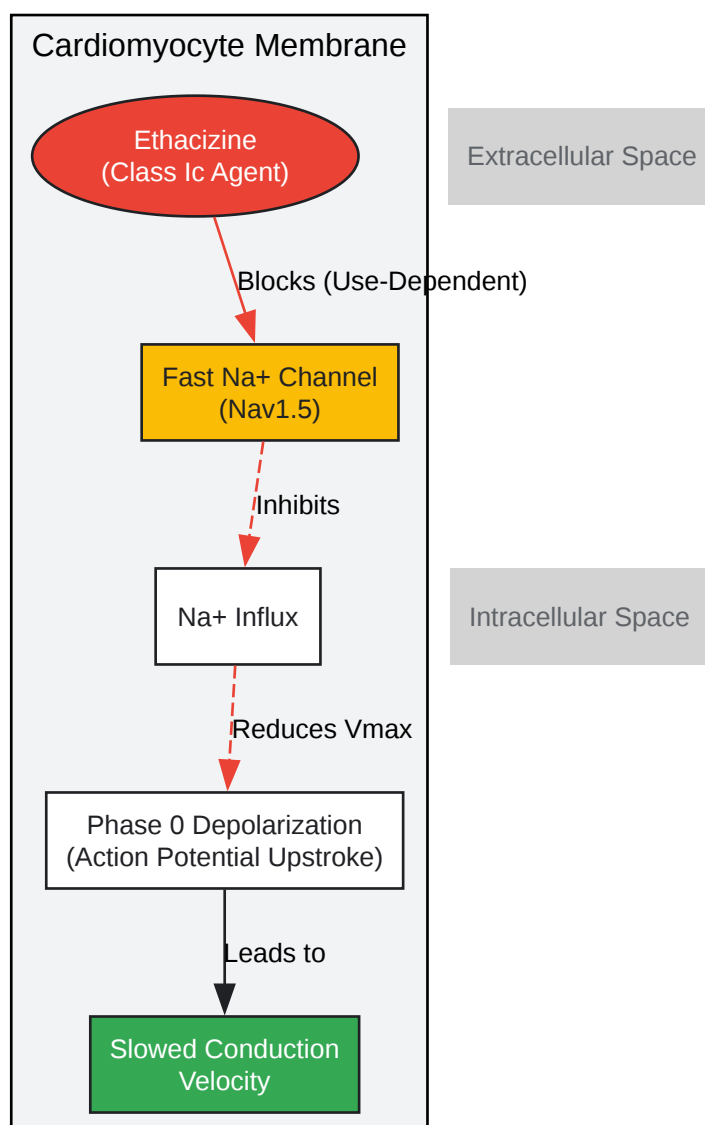 Cardiomyocyte Membrane
Ethacizine
(Class Ic Agent)
Extracellular Space
Blocks (Use-Dependent)
Fast Na+ Channel
(Nav1.5)
Inhibits
Na+ Influx
Intracellular Space
Reduces Vmax
Phase 0 Depolarization
(Action Potential Upstroke)
Leads to
Slowed Conduction
Velocity